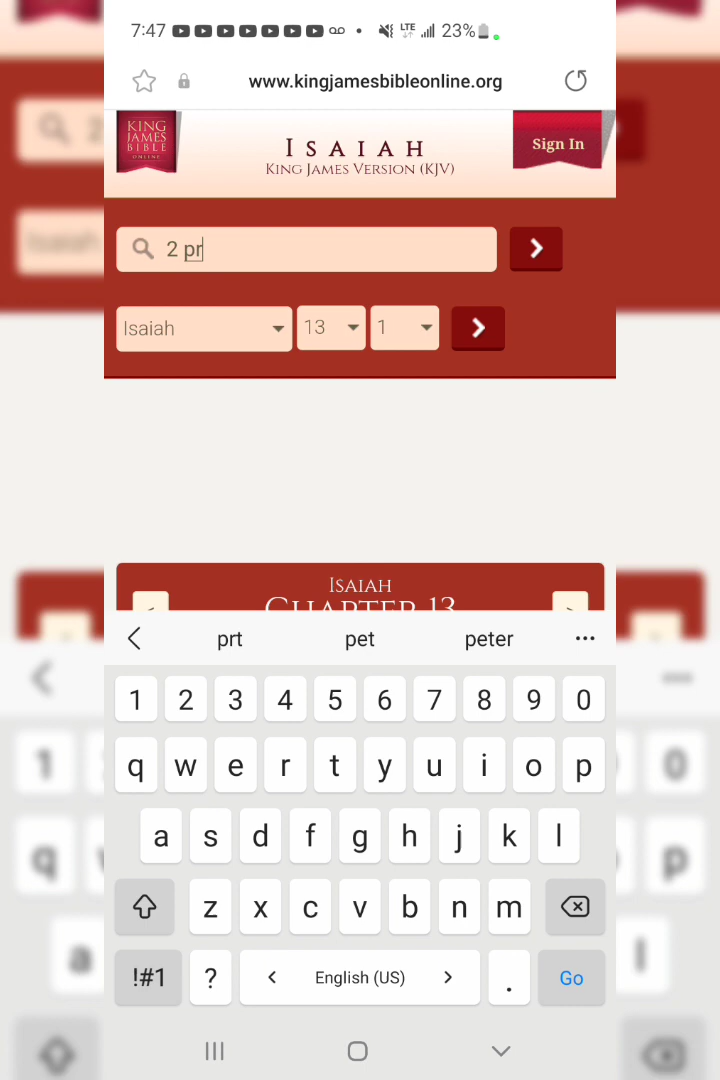 7:47 LTE 23%
www.kingjamesbibleonline.org
KING
JAMES
BIBLE
ONLINE
ISAIAH
KING JAMES VERSION (KJV)
Sign In
2 pr
Isaiah 13 1
ISAIAH
CHAPTER 13
< >
prt pet peter
1 2 3 4 5 6 7 8 9 0
q w e r t y u i o p
a s d f g h j k l
z x c v b n m
!#1 ? < English (US) > . Go